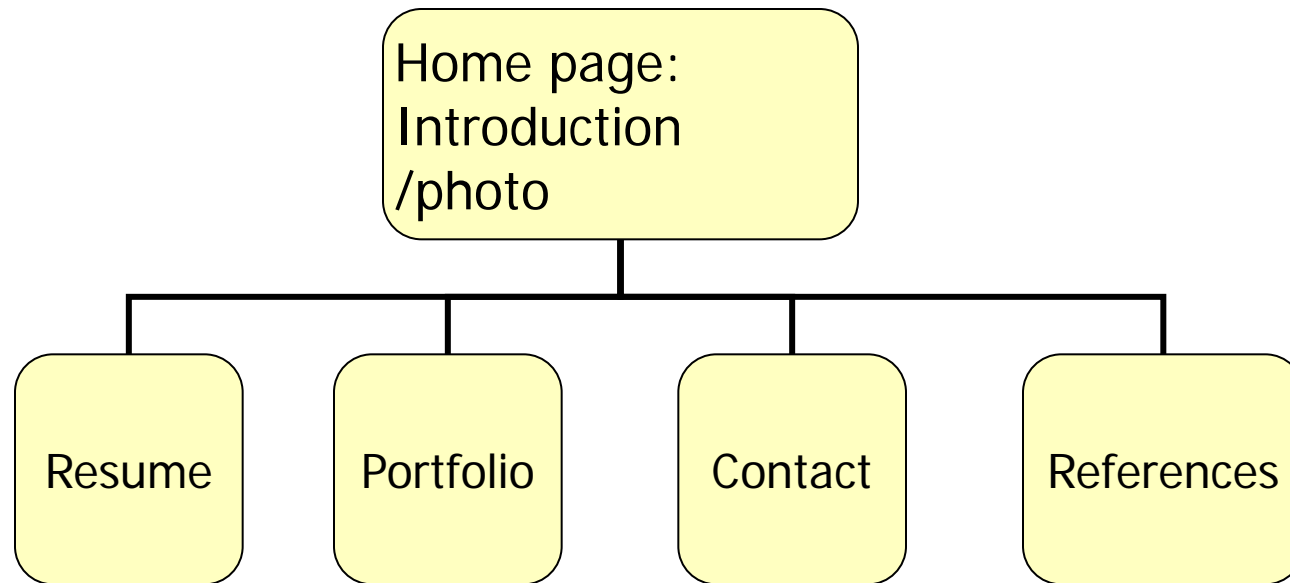 Home page:
Introduction
/photo
Resume
Portfolio
Contact
References